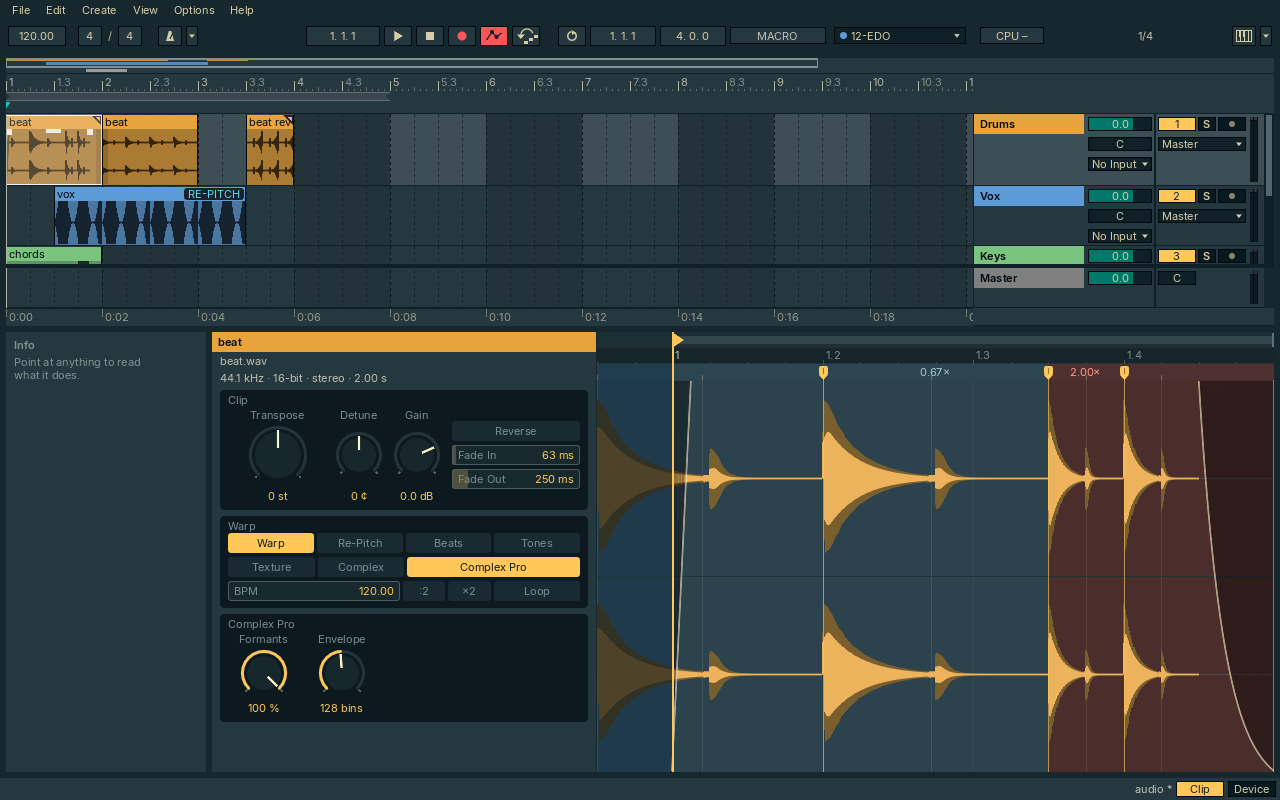 File Edit Create View Options Help
120.00 4 / 4 1. 1. 1 1. 1. 1 4. 0. 0 MACRO 12-EDO CPU – 1/4
1 1.3 2 2.3 3 3.3 4 4.3 5 5.3 6 6.3 7 7.3 8 8.3 9 9.3 10 10.3 1
beat beat beat rev Drums 0.0 1 S
C Master
No Input
vox RE-PITCH Vox 0.0 2 S
C Master
No Input
chords Keys 0.0 3 S
Master 0.0 C
0:00 0:02 0:04 0:06 0:08 0:10 0:12 0:14 0:16 0:18
Info
Point at anything to read
what it does.
beat
beat.wav
44.1 kHz · 16-bit · stereo · 2.00 s
Clip
Transpose Detune Gain
Reverse
Fade In 63 ms
Fade Out 250 ms
0 st 0 ¢ 0.0 dB
Warp
Warp Re-Pitch Beats Tones
Texture Complex Complex Pro
BPM 120.00 :2 ×2 Loop
Complex Pro
Formants Envelope
100 % 128 bins
1 1.2 1.3 1.4
0.67× 2.00×
audio * Clip Device